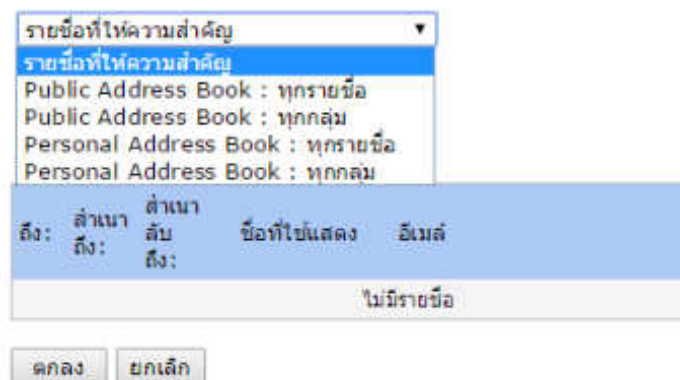 รายชื่อที่ให้ความสำคัญ
รายชื่อที่ให้ความสำคัญ
Public Address Book : ทุกรายชื่อ
Public Address Book : ทุกกลุ่ม
Personal Address Book : ทุกรายชื่อ
Personal Address Book : ทุกกลุ่ม
ถึง: สำเนาถึง: สำเนาลับถึง: ชื่อที่ใช้แสดง อีเมล์
ไม่มีรายชื่อ
ตกลง ยกเลิก